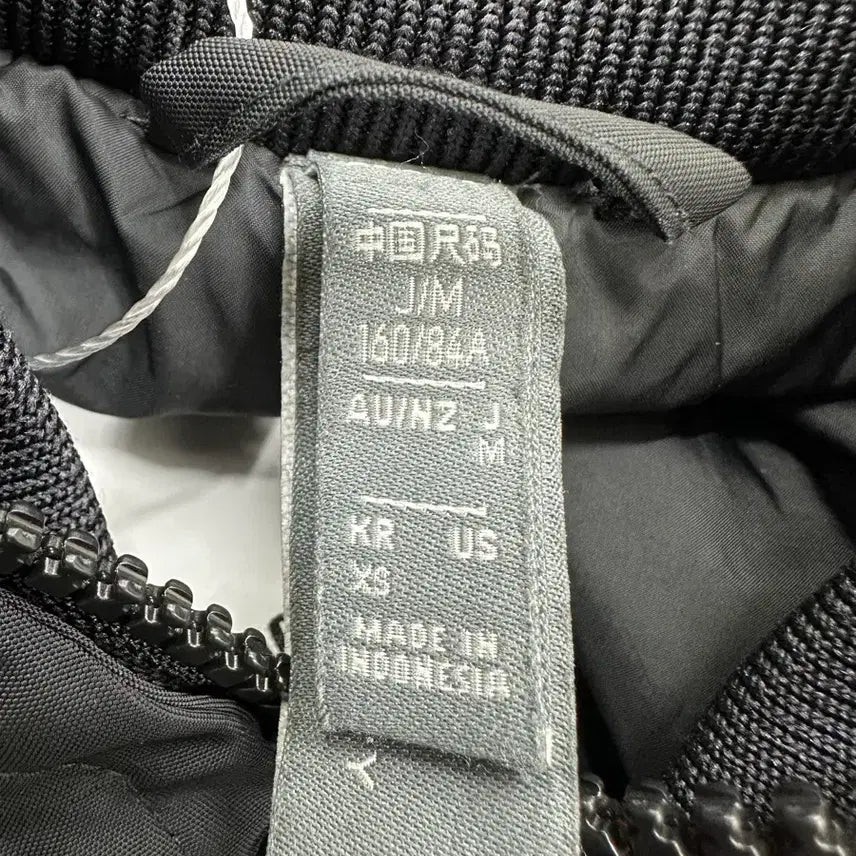 中国尺码
J/M
160/84A
AU/NZ J
M
KR US
XS
MADE IN
INDONESIA
Y